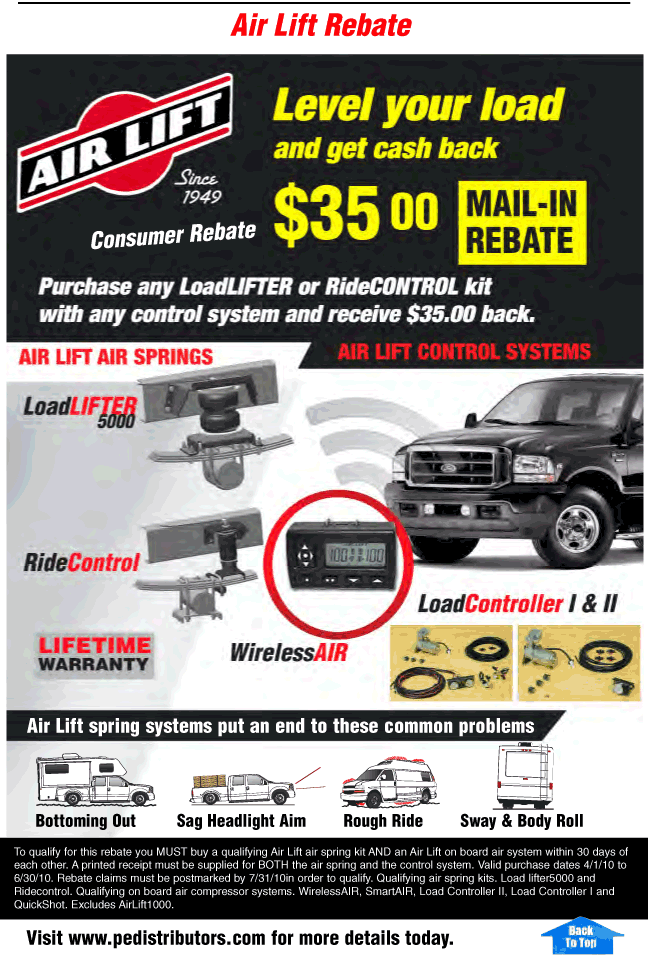 Air Lift Rebate
AIR LIFT
Since
1949
Level your load
and get cash back
Consumer Rebate
$35 00
MAIL-IN
REBATE
Purchase any LoadLIFTER or RideCONTROL kit
with any control system and receive $35.00 back.
AIR LIFT AIR SPRINGS
AIR LIFT CONTROL SYSTEMS
LoadLIFTER
5000
RideControl
100 100
LoadController I & II
LIFETIME
WARRANTY
WirelessAIR
Air Lift spring systems put an end to these common problems
Bottoming Out
Sag Headlight Aim
Rough Ride
Sway & Body Roll
To qualify for this rebate you MUST buy a qualifying Air Lift air spring kit AND an Air Lift on board air system within 30 days of
each other. A printed receipt must be supplied for BOTH the air spring and the control system. Valid purchase dates 4/1/10 to
6/30/10. Rebate claims must be postmarked by 7/31/10in order to qualify. Qualifying air spring kits. Load lifter5000 and
Ridecontrol. Qualifying on board air compressor systems. WirelessAIR, SmartAIR, Load Controller II, Load Controller I and
QuickShot. Excludes AirLift1000.
Visit www.pedistributors.com for more details today.
Back
To Top